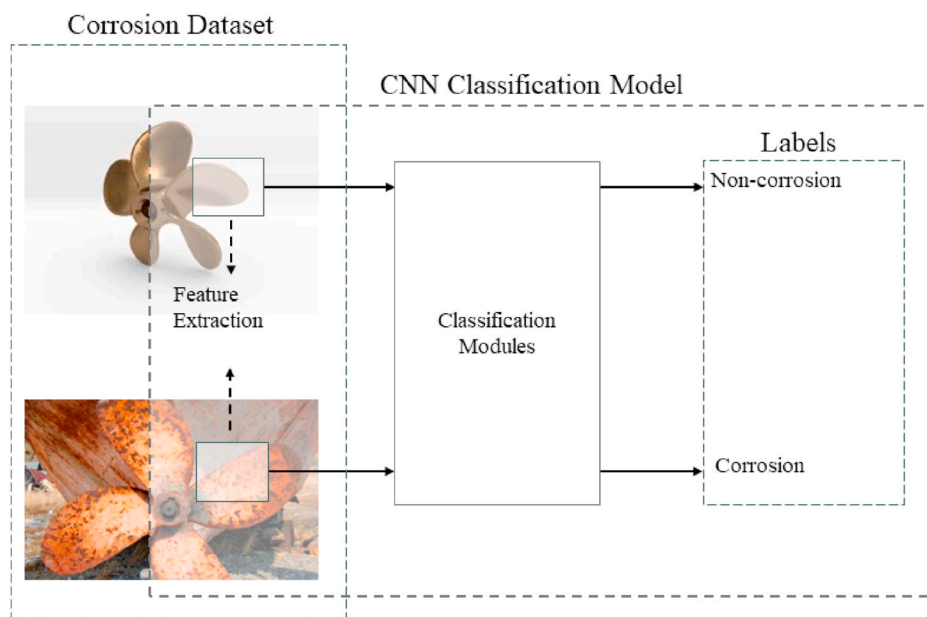 Corrosion Dataset
CNN Classification Model
Labels
Non-corrosion
Feature
Extraction
Classification
Modules
Corrosion